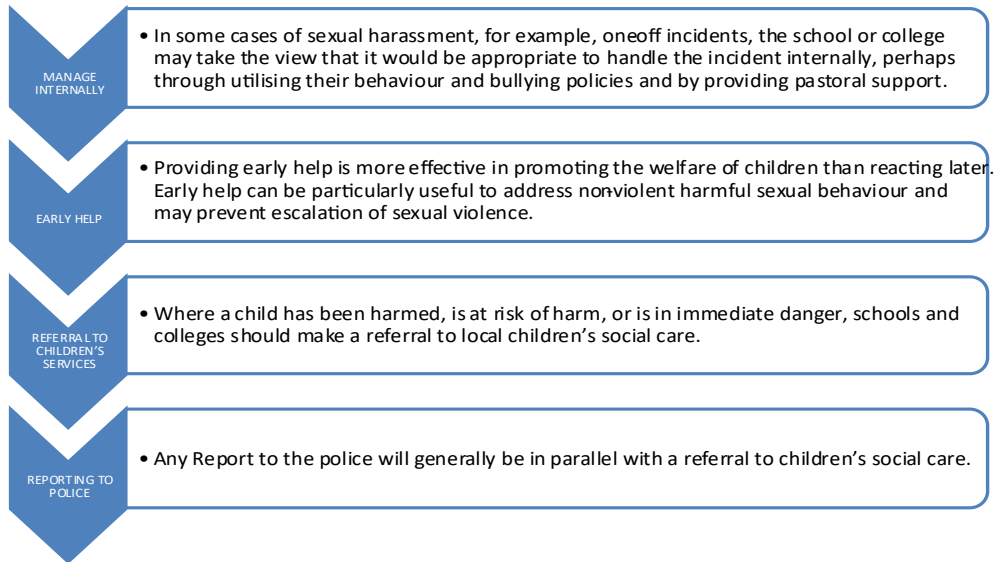 MANAGE
INTERNALLY
• In some cases of sexual harassment, for example, oneoff incidents, the school or college
may take the view that it would be appropriate to handle the incident internally, perhaps
through utilising their behaviour and bullying policies and by providing pastoral support.
EARLY HELP
• Providing early help is more effective in promoting the welfare of children than reacting later.
Early help can be particularly useful to address non-violent harmful sexual behaviour and
may prevent escalation of sexual violence.
REFERRAL TO
CHILDREN'S
SERVICES
• Where a child has been harmed, is at risk of harm, or is in immediate danger, schools and
colleges should make a referral to local children’s social care.
REPORTING TO
POLICE
• Any Report to the police will generally be in parallel with a referral to children’s social care.